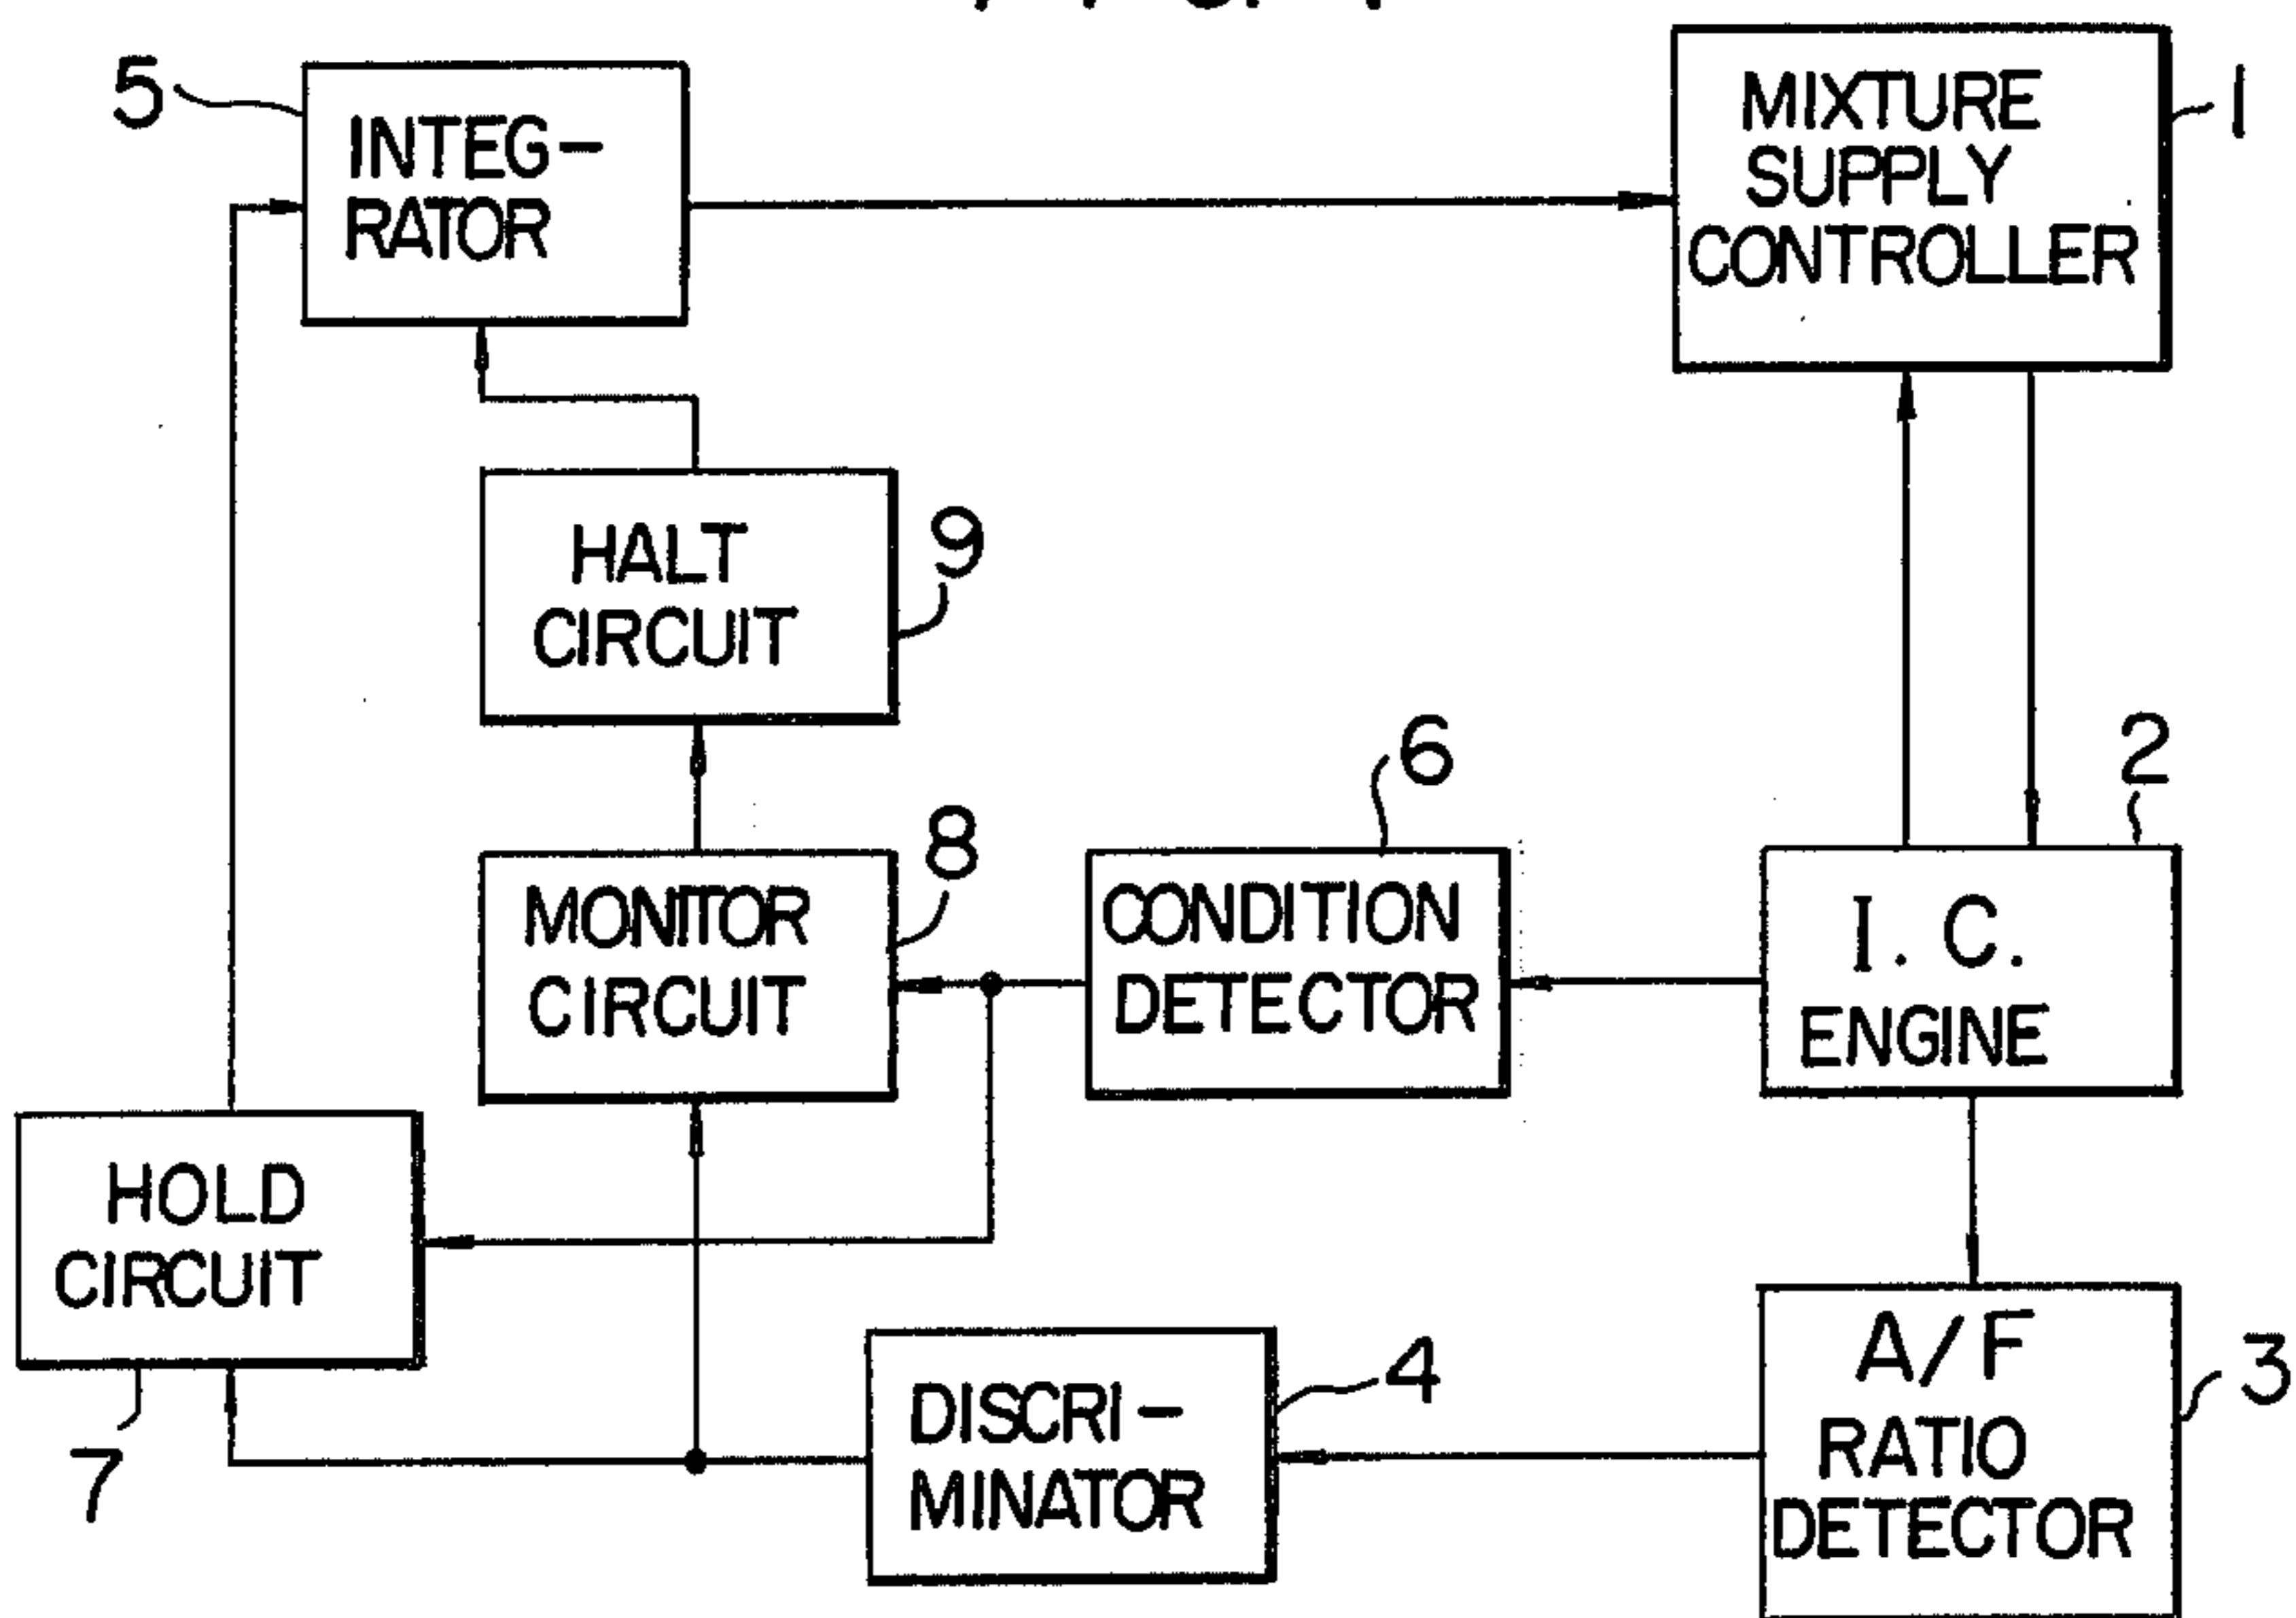 5
INTEG-
RATOR
MIXTURE
SUPPLY
CONTROLLER
1
HALT
CIRCUIT
9
6
2
8
MONITOR
CIRCUIT
CONDITION
DETECTOR
I. C.
ENGINE
HOLD
CIRCUIT
7
DISCRI-
MINATOR
4
A/F
RATIO
DETECTOR
3